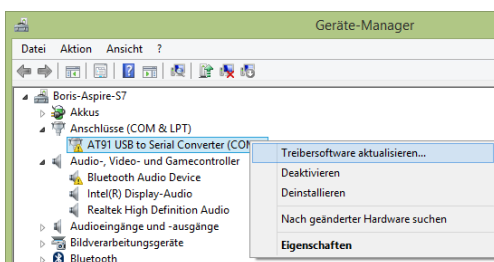 Geräte-Manager
Datei Aktion Ansicht ?
Boris-Aspire-S7
Akkus
Anschlüsse (COM & LPT)
AT91 USB to Serial Converter (COM
Audio-, Video- und Gamecontroller
Bluetooth Audio Device
Intel(R) Display-Audio
Realtek High Definition Audio
Audioeingänge und -ausgänge
Bildverarbeitungsgeräte
Bluetooth
Treibersoftware aktualisieren...
Deaktivieren
Deinstallieren
Nach geänderter Hardware suchen
Eigenschaften